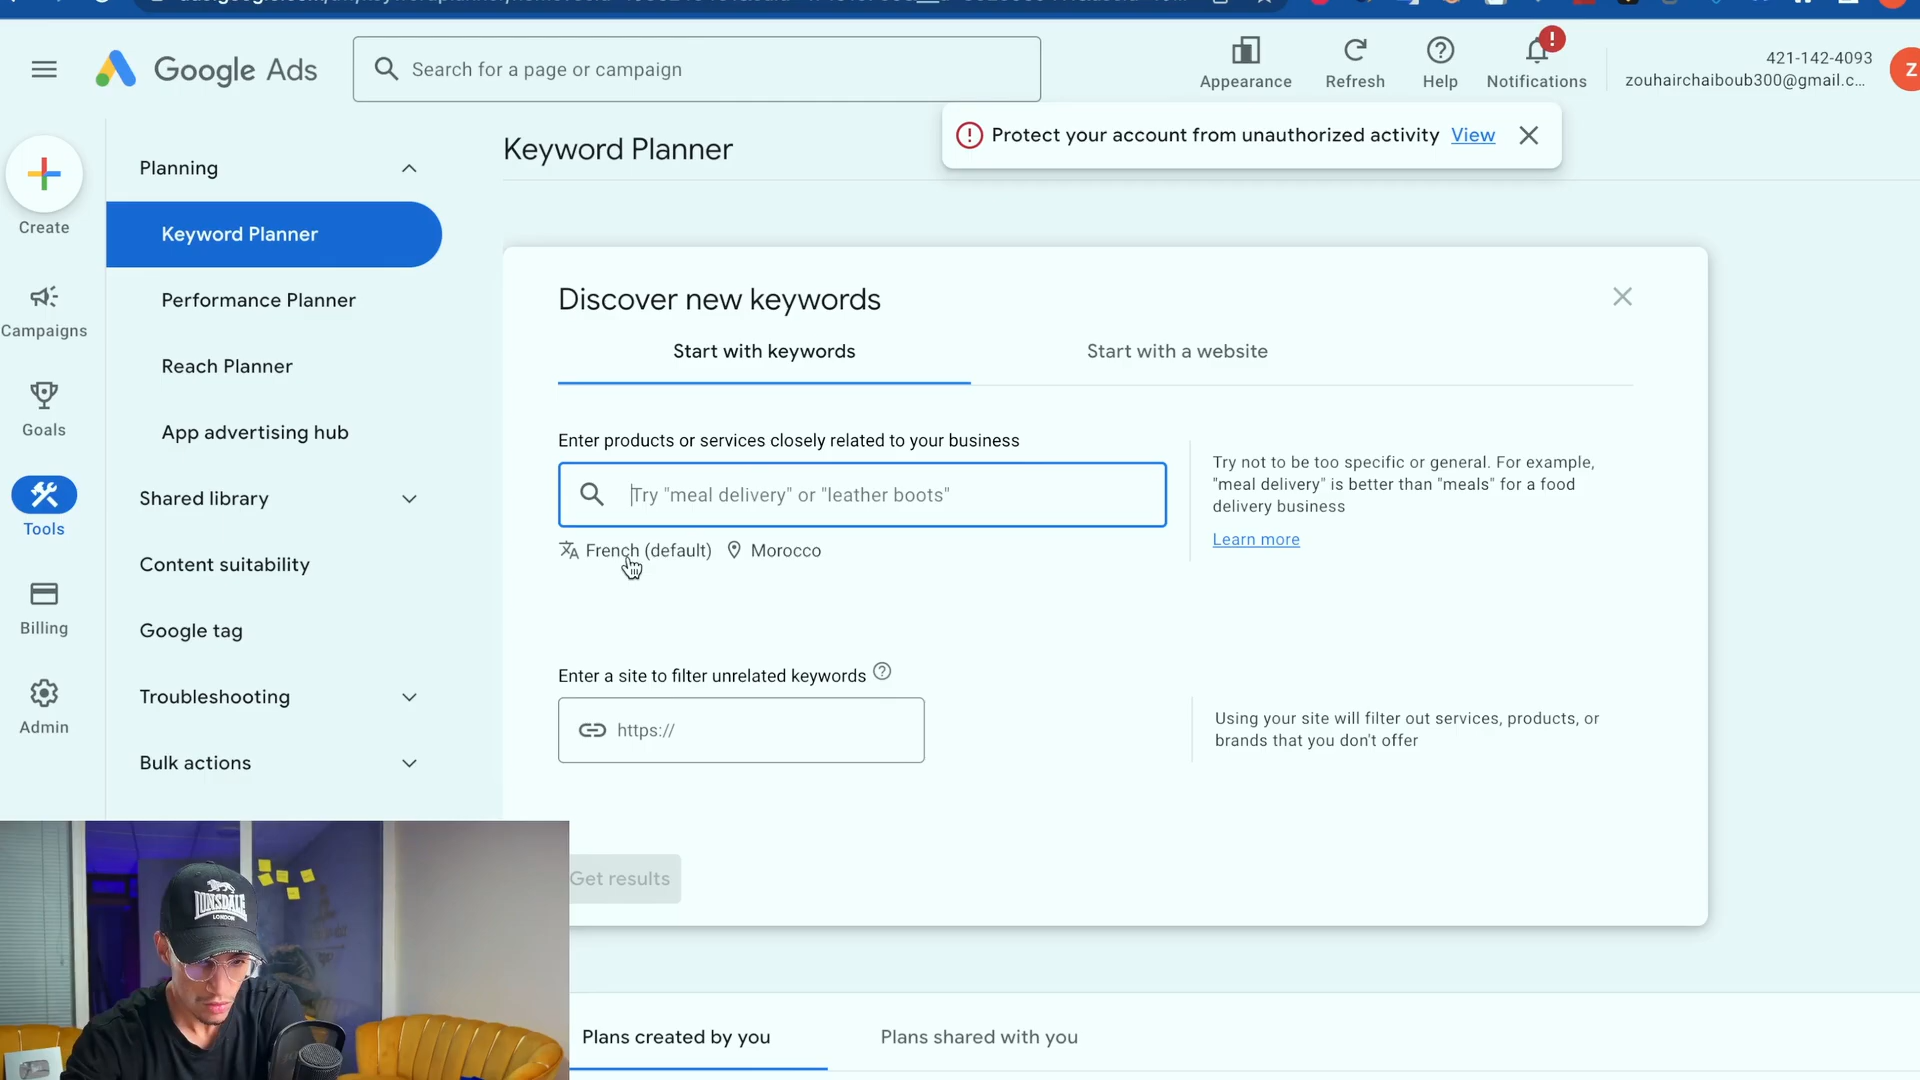 Google Ads
Search for a page or campaign
Appearance
Refresh
Help
Notifications
421-142-4093
zouhairchaiboub300@gmail.c...
Z
Protect your account from unauthorized activity View
Create
Campaigns
Goals
Tools
Billing
Admin
Planning
Keyword Planner
Performance Planner
Reach Planner
App advertising hub
Shared library
Content suitability
Google tag
Troubleshooting
Bulk actions
Keyword Planner
Discover new keywords
Start with keywords
Start with a website
Enter products or services closely related to your business
Try "meal delivery" or "leather boots"
French (default) Morocco
Try not to be too specific or general. For example,
"meal delivery" is better than "meals" for a food
delivery business
Learn more
Enter a site to filter unrelated keywords
https://
Using your site will filter out services, products, or
brands that you don't offer
Get results
Plans created by you
Plans shared with you
LONSDALE
LONDON